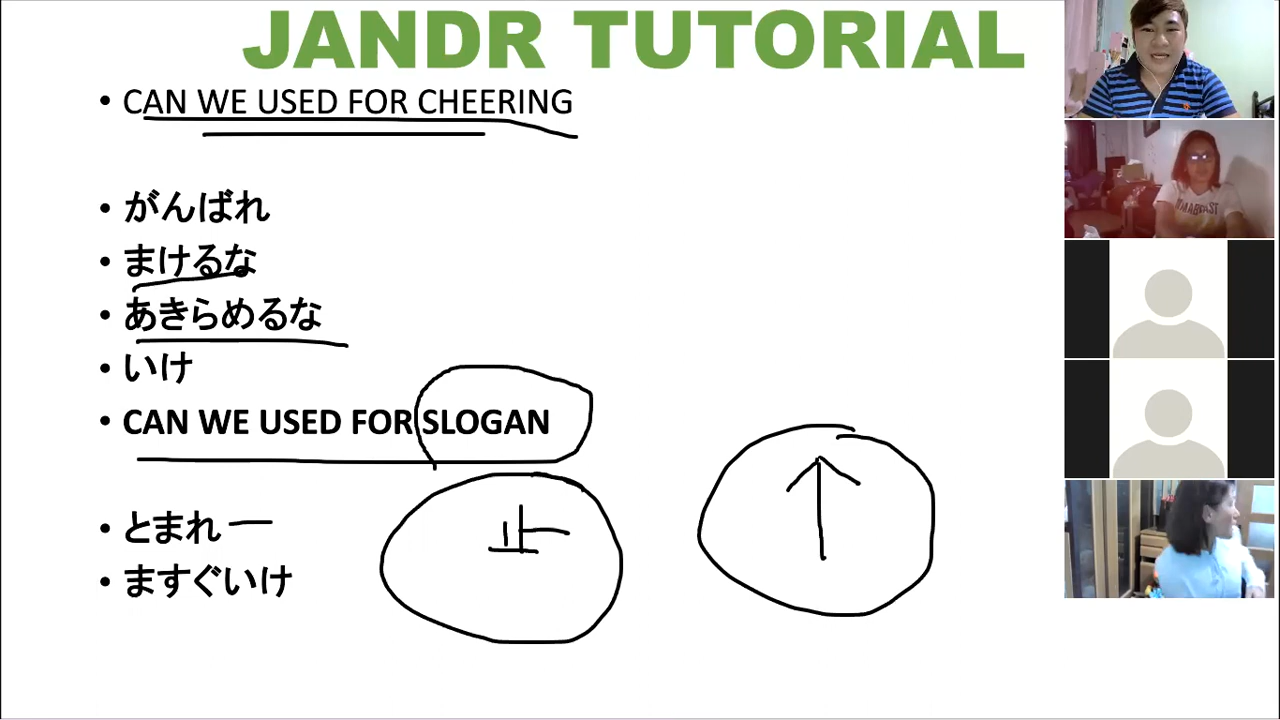 JANDR TUTORIAL
• CAN WE USED FOR CHEERING
• がんばれ
• まけるな
• あきらめるな
• いけ
• CAN WE USED FOR SLOGAN
• とまれ ー
止
• ますぐいけ